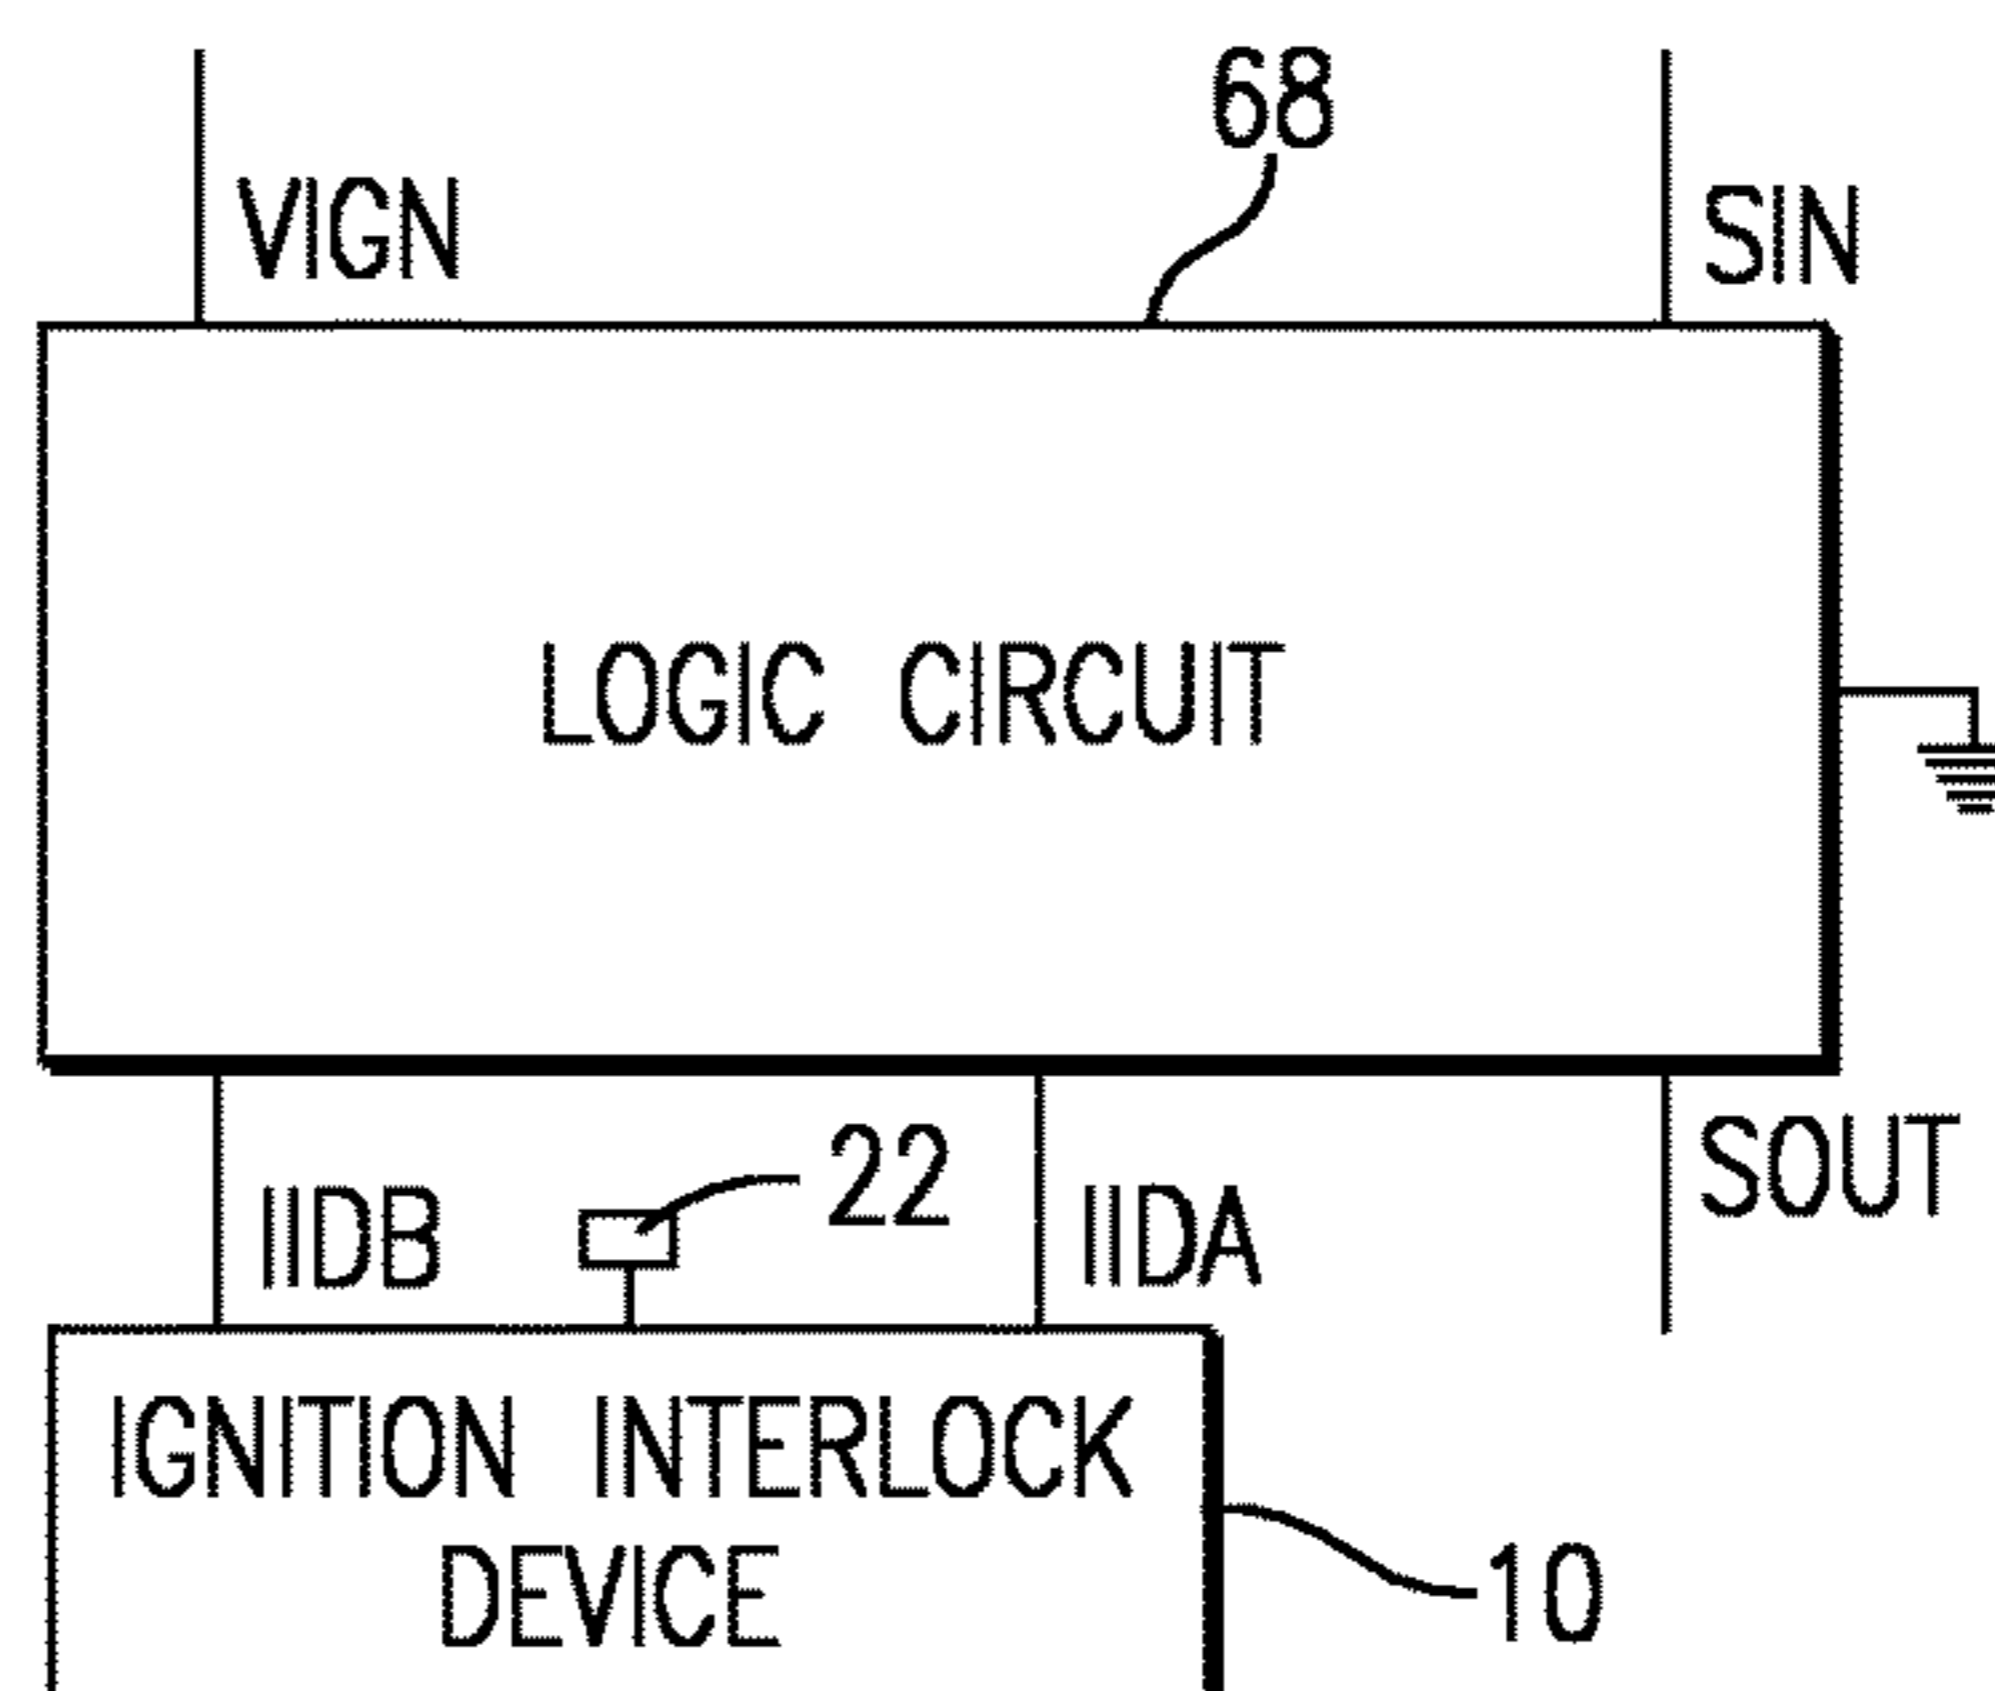 68
VIGN
SIN
LOGIC CIRCUIT
22
SOUT
IIDB
IIDA
IGNITION INTERLOCK
DEVICE
10